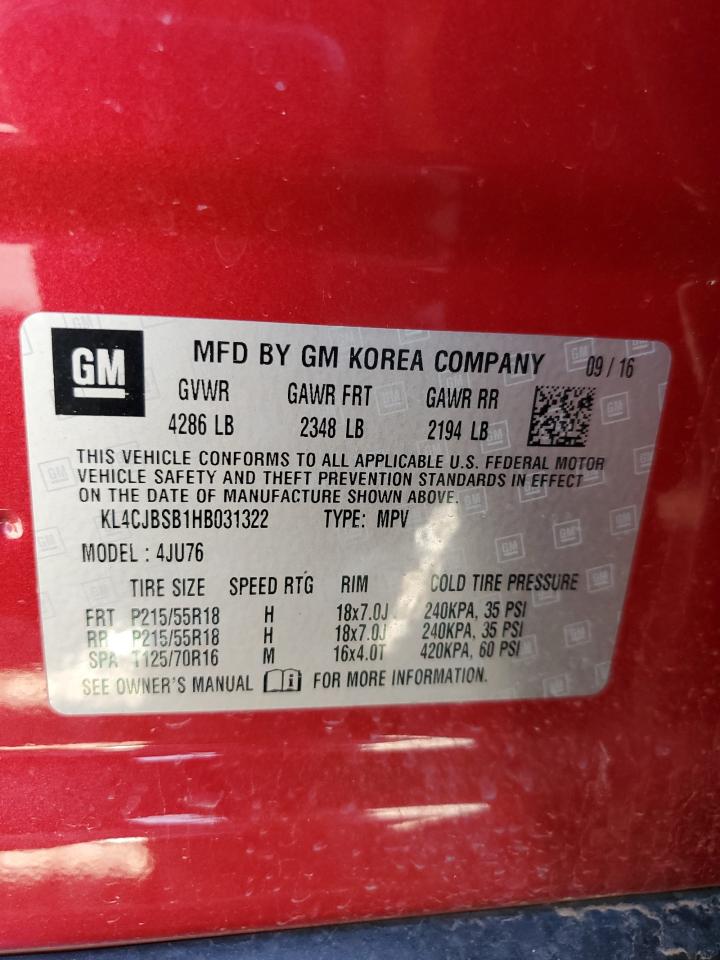 GM
MFD BY GM KOREA COMPANY 09 / 16
GVWR GAWR FRT GAWR RR
4286 LB 2348 LB 2194 LB
THIS VEHICLE CONFORMS TO ALL APPLICABLE U.S. FEDERAL MOTOR
VEHICLE SAFETY AND THEFT PREVENTION STANDARDS IN EFFECT
ON THE DATE OF MANUFACTURE SHOWN ABOVE.
KL4CJBSB1HB031322 TYPE: MPV
MODEL : 4JU76
TIRE SIZE SPEED RTG RIM COLD TIRE PRESSURE
FRT P215/55R18 H 18x7.0J 240KPA, 35 PSI
RR P215/55R18 H 18x7.0J 240KPA, 35 PSI
SPA T125/70R16 M 16x4.0T 420KPA, 60 PSI
SEE OWNER'S MANUAL FOR MORE INFORMATION.